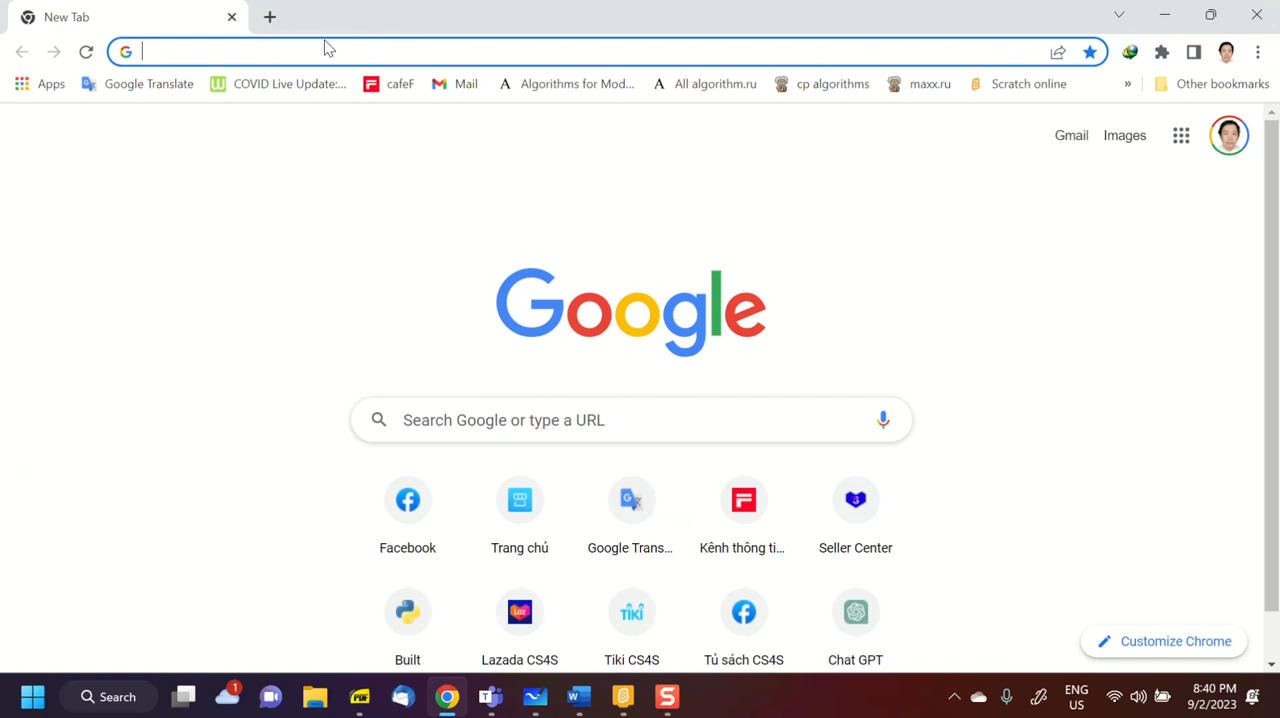 New Tab
Apps Google Translate COVID Live Update:... cafeF Mail Algorithms for Mod... All algorithm.ru cp algorithms maxx.ru Scratch online » Other bookmarks
Gmail Images
Google
Search Google or type a URL
Facebook Trang chủ Google Trans... Kênh thông ti... Seller Center
Built Lazada CS4S Tiki CS4S Tủ sách CS4S Chat GPT
Customize Chrome
Search
ENG
US
8:40 PM
9/2/2023